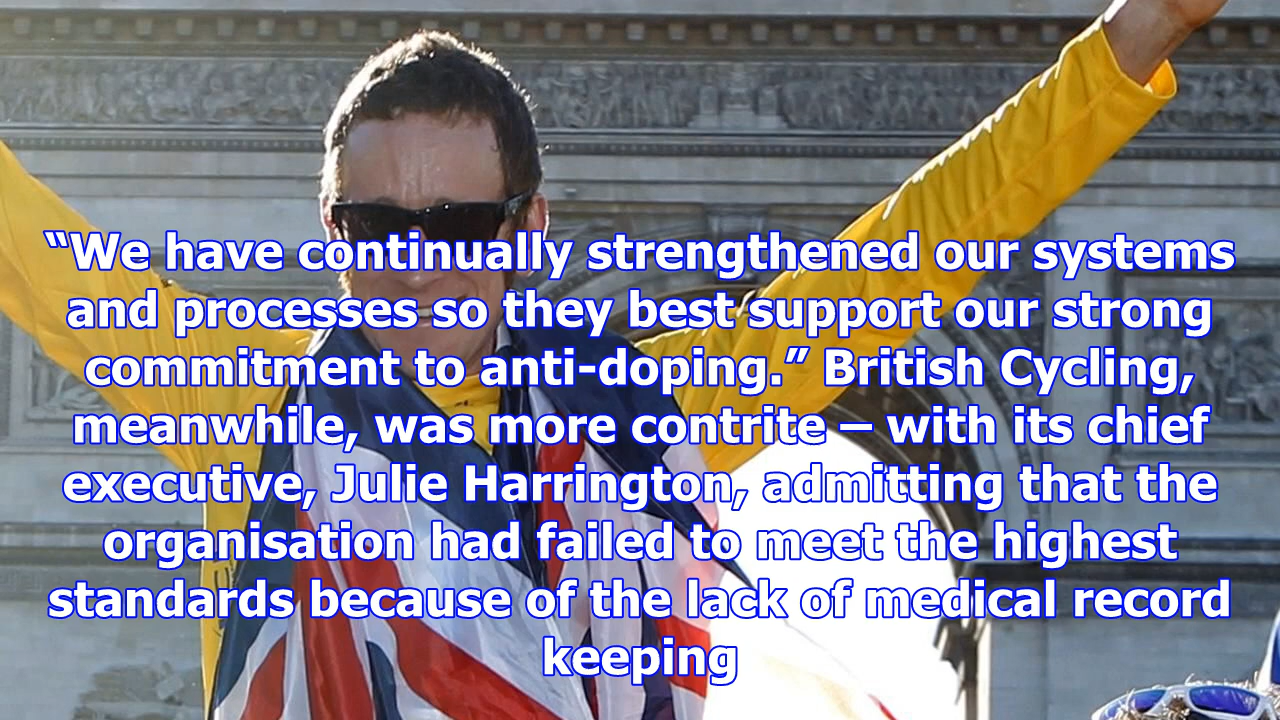 “We have continually strengthened our systems
and processes so they best support our strong
commitment to anti-doping.” British Cycling,
meanwhile, was more contrite – with its chief
executive, Julie Harrington, admitting that the
organisation had failed to meet the highest
standards because of the lack of medical record
keeping